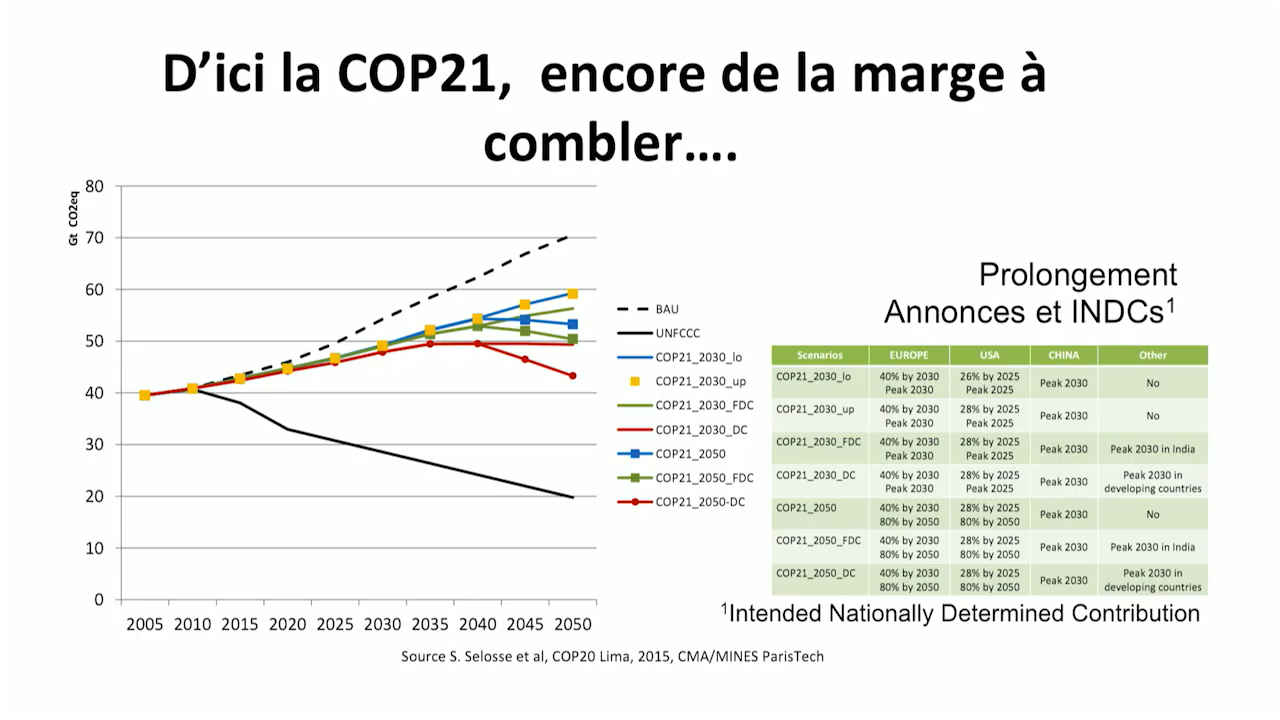 D’ici la COP21,  encore de la marge à
combler….
Gt CO2eq
80
70
60
50
40
30
20
10
0
2005 2010 2015 2020 2025 2030 2035 2040 2045 2050
BAU
UNFCCC
COP21_2030_lo
COP21_2030_up
COP21_2030_FDC
COP21_2030_DC
COP21_2050
COP21_2050_FDC
COP21_2050-DC
Prolongement
Annonces et INDCs¹
Scenarios EUROPE USA CHINA Other
COP21_2030_lo 40% by 2030 Peak 2030 26% by 2025 Peak 2025 Peak 2030 No
COP21_2030_up 40% by 2030 Peak 2030 28% by 2025 Peak 2025 Peak 2030 No
COP21_2030_FDC 40% by 2030 Peak 2030 28% by 2025 Peak 2025 Peak 2030 Peak 2030 in India
COP21_2030_DC 40% by 2030 Peak 2030 28% by 2025 Peak 2025 Peak 2030 Peak 2030 in developing countries
COP21_2050 40% by 2030 80% by 2050 28% by 2025 80% by 2050 Peak 2030 No
COP21_2050_FDC 40% by 2030 80% by 2050 28% by 2025 80% by 2050 Peak 2030 Peak 2030 in India
COP21_2050_DC 40% by 2030 80% by 2050 28% by 2025 80% by 2050 Peak 2030 Peak 2030 in developing countries
¹Intended Nationally Determined Contribution
Source S. Selosse et al, COP20 Lima, 2015, CMA/MINES ParisTech